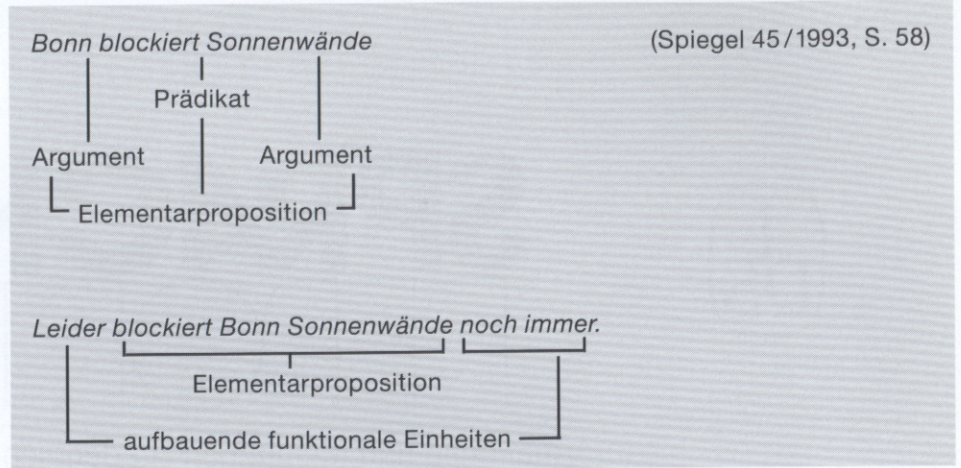 Bonn blockiert Sonnenwände (Spiegel 45/1993, S. 58)
Prädikat
Argument Argument
Elementarproposition
Leider blockiert Bonn Sonnenwände noch immer.
Elementarproposition
aufbauende funktionale Einheiten